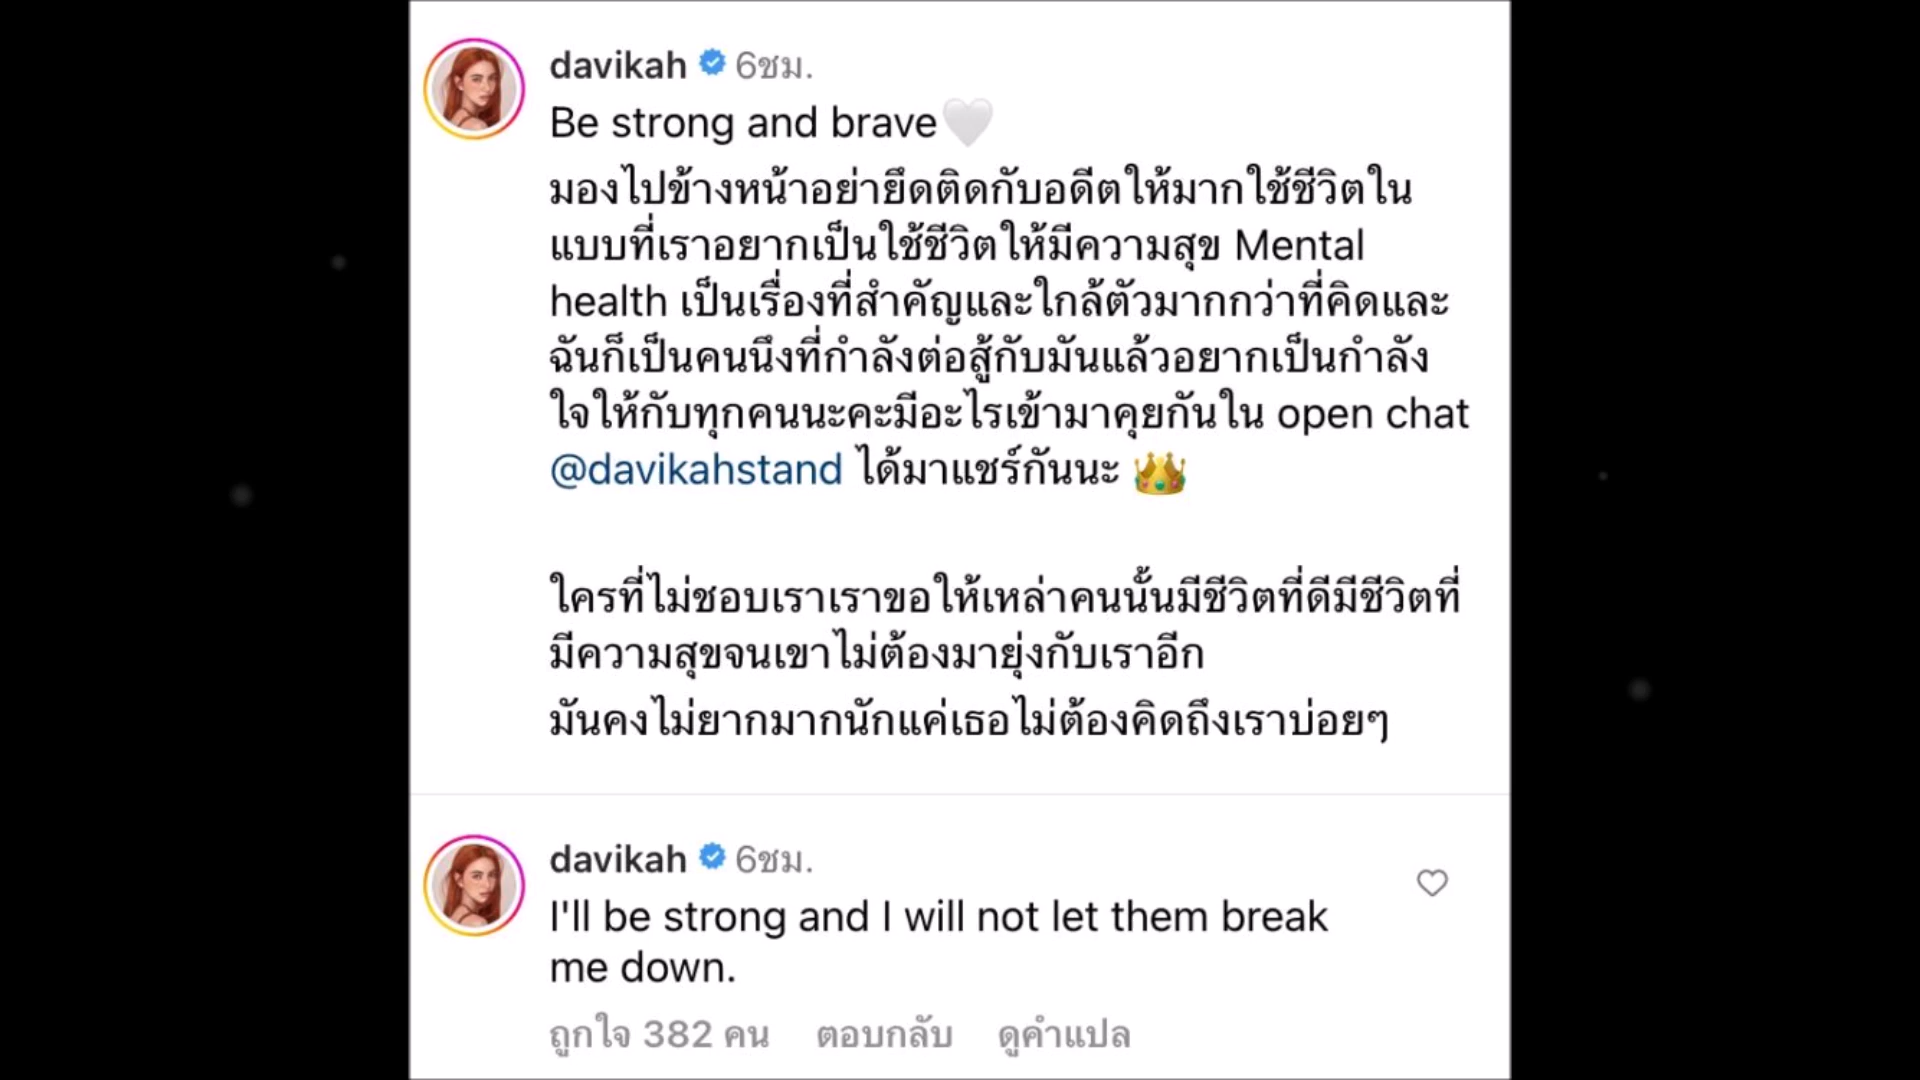 davikah 6ชม.
Be strong and brave🤍
มองไปข้างหน้าอย่ายึดติดกับอดีตให้มากใช้ชีวิตใน
แบบที่เราอยากเป็นใช้ชีวิตให้มีความสุข Mental
health เป็นเรื่องที่สำคัญและใกล้ตัวมากกว่าที่คิดและ
ฉันก็เป็นคนนึงที่กำลังต่อสู้กับมันแล้วอยากเป็นกำลัง
ใจให้กับทุกคนนะคะมีอะไรเข้ามาคุยกันใน open chat
@davikahstand ได้มาแชร์กันนะ 👑
ใครที่ไม่ชอบเราเราขอให้เหล่าคนนั้นมีชีวิตที่ดีมีชีวิตที่
มีความสุขจนเขาไม่ต้องมายุ่งกับเราอีก
มันคงไม่ยากมากนักแค่เธอไม่ต้องคิดถึงเราบ่อยๆ
davikah 6ชม.
I'll be strong and I will not let them break
me down.
ถูกใจ 382 คน ตอบกลับ ดูคำแปล